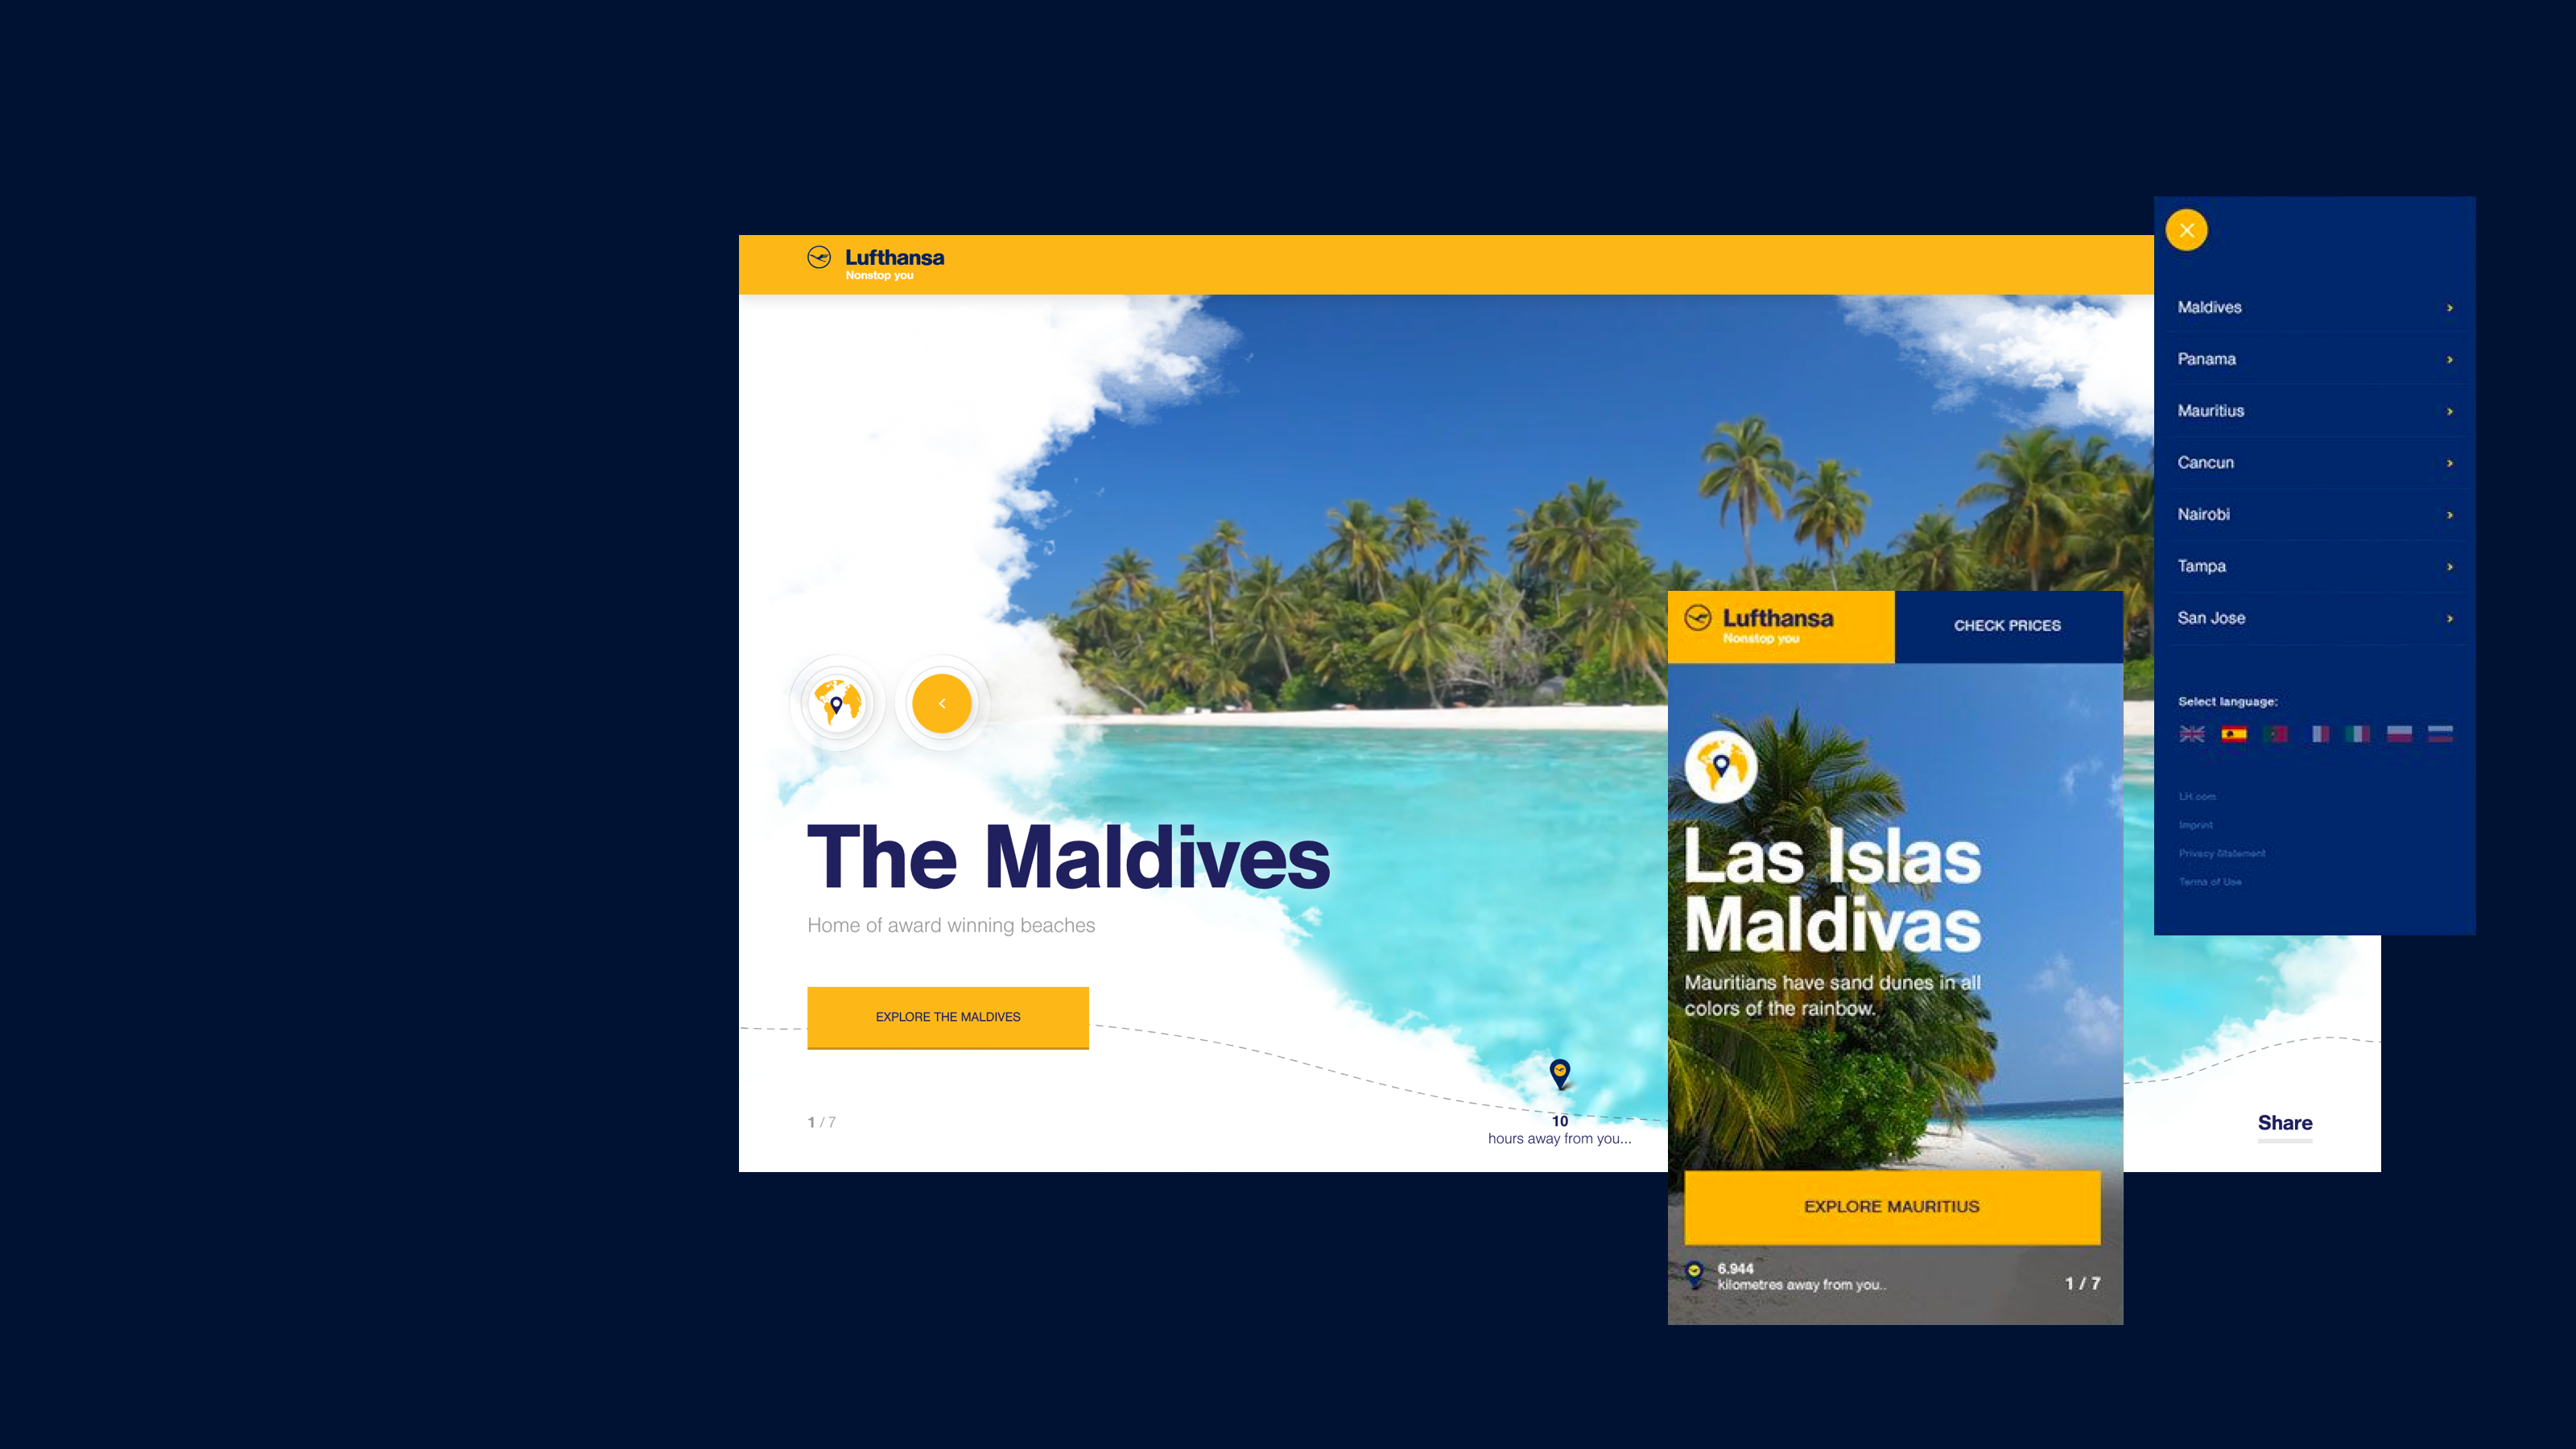 Lufthansa
Nonstop you
The Maldives
Home of award winning beaches
EXPLORE THE MALDIVES
1 / 7
10
hours away from you...
Share
Lufthansa
Nonstop you
CHECK PRICES
Las Islas
Maldivas
Mauritians have sand dunes in all
colors of the rainbow.
EXPLORE MAURITIUS
6.944
kilometres away from you..
1 / 7
Maldives
Panama
Mauritius
Cancun
Nairobi
Tampa
San Jose
Select language:
LH.com
Imprint
Privacy Statement
Terms of Use